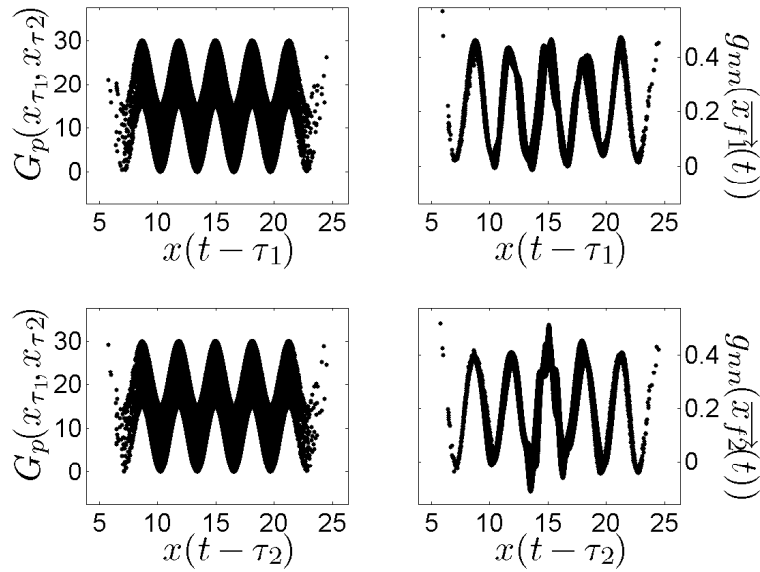 G_p(x_{τ1}, x_{τ2})
30
20
10
0
5 10 15 20 25
x(t − τ_1)
0.4
0.2
0
g_{nn}(\overrightarrow{x_{f1}}(t))
5 10 15 20 25
x(t − τ_1)
G_p(x_{τ1}, x_{τ2})
30
20
10
0
5 10 15 20 25
x(t − τ_2)
0.4
0.2
0
g_{nn}(\overrightarrow{x_{f2}}(t))
5 10 15 20 25
x(t − τ_2)